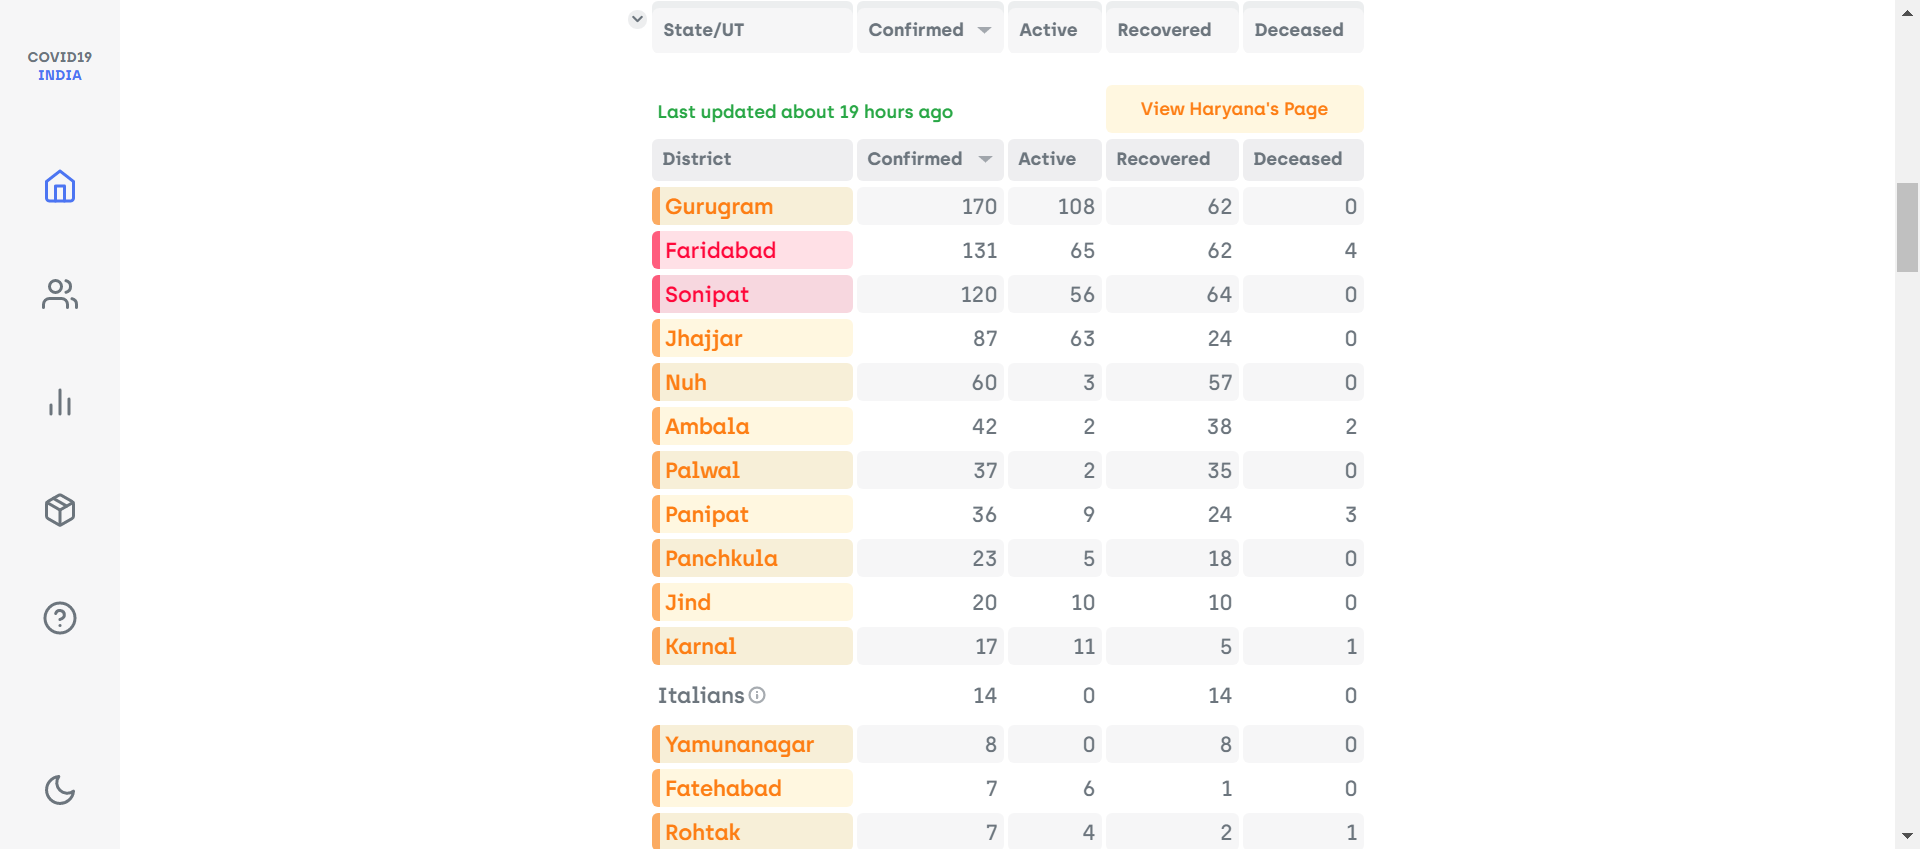 COVID19
INDIA
State/UT Confirmed Active Recovered Deceased
Last updated about 19 hours ago
View Haryana's Page
District Confirmed Active Recovered Deceased
Gurugram 170 108 62 0
Faridabad 131 65 62 4
Sonipat 120 56 64 0
Jhajjar 87 63 24 0
Nuh 60 3 57 0
Ambala 42 2 38 2
Palwal 37 2 35 0
Panipat 36 9 24 3
Panchkula 23 5 18 0
Jind 20 10 10 0
Karnal 17 11 5 1
Italians 14 0 14 0
Yamunanagar 8 0 8 0
Fatehabad 7 6 1 0
Rohtak 7 4 2 1